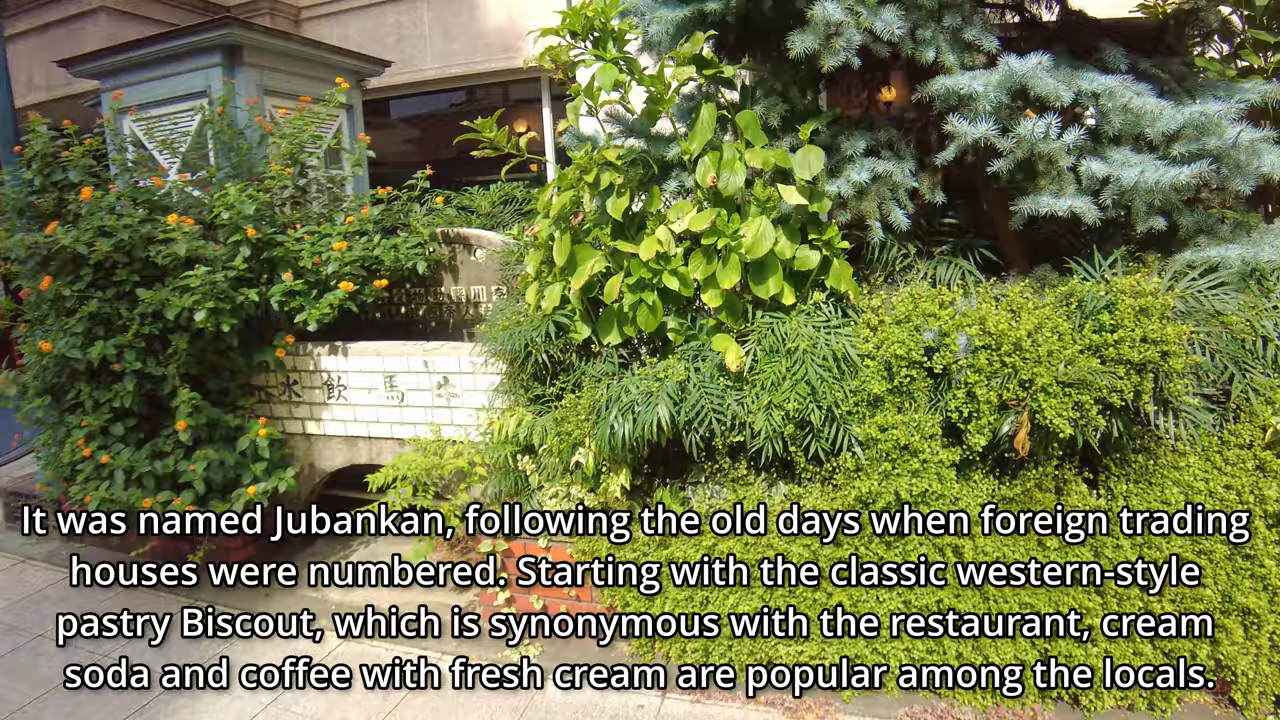 牛馬飲水
It was named Jubankan, following the old days when foreign trading
houses were numbered. Starting with the classic western-style
pastry Biscout, which is synonymous with the restaurant, cream
soda and coffee with fresh cream are popular among the locals.